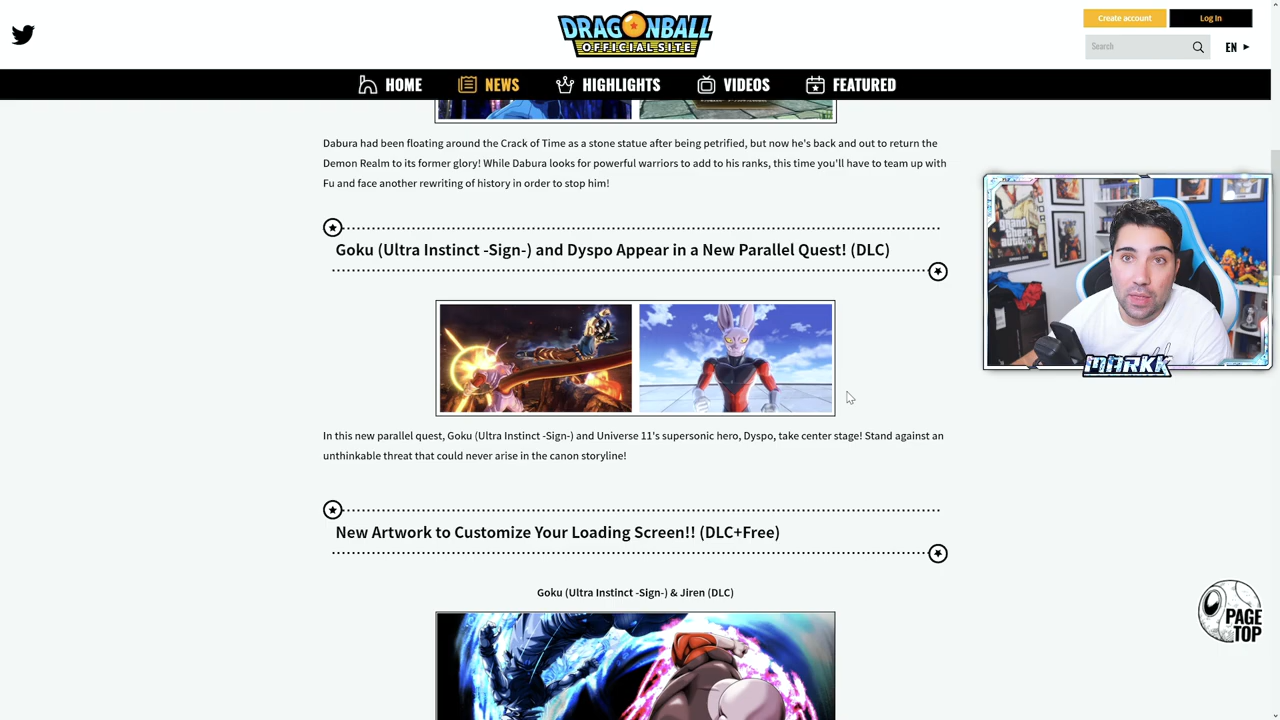 DRAGONBALL
OFFICIAL SITE
Create account
Log In
Search
EN
HOME
NEWS
HIGHLIGHTS
VIDEOS
FEATURED
Dabura had been floating around the Crack of Time as a stone statue after being petrified, but now he's back and out to return the
Demon Realm to its former glory! While Dabura looks for powerful warriors to add to his ranks, this time you'll have to team up with
Fu and face another rewriting of history in order to stop him!
Goku (Ultra Instinct -Sign-) and Dyspo Appear in a New Parallel Quest! (DLC)
In this new parallel quest, Goku (Ultra Instinct -Sign-) and Universe 11's supersonic hero, Dyspo, take center stage! Stand against an
unthinkable threat that could never arise in the canon storyline!
New Artwork to Customize Your Loading Screen!! (DLC+Free)
Goku (Ultra Instinct -Sign-) & Jiren (DLC)
MARKK
PAGE
TOP